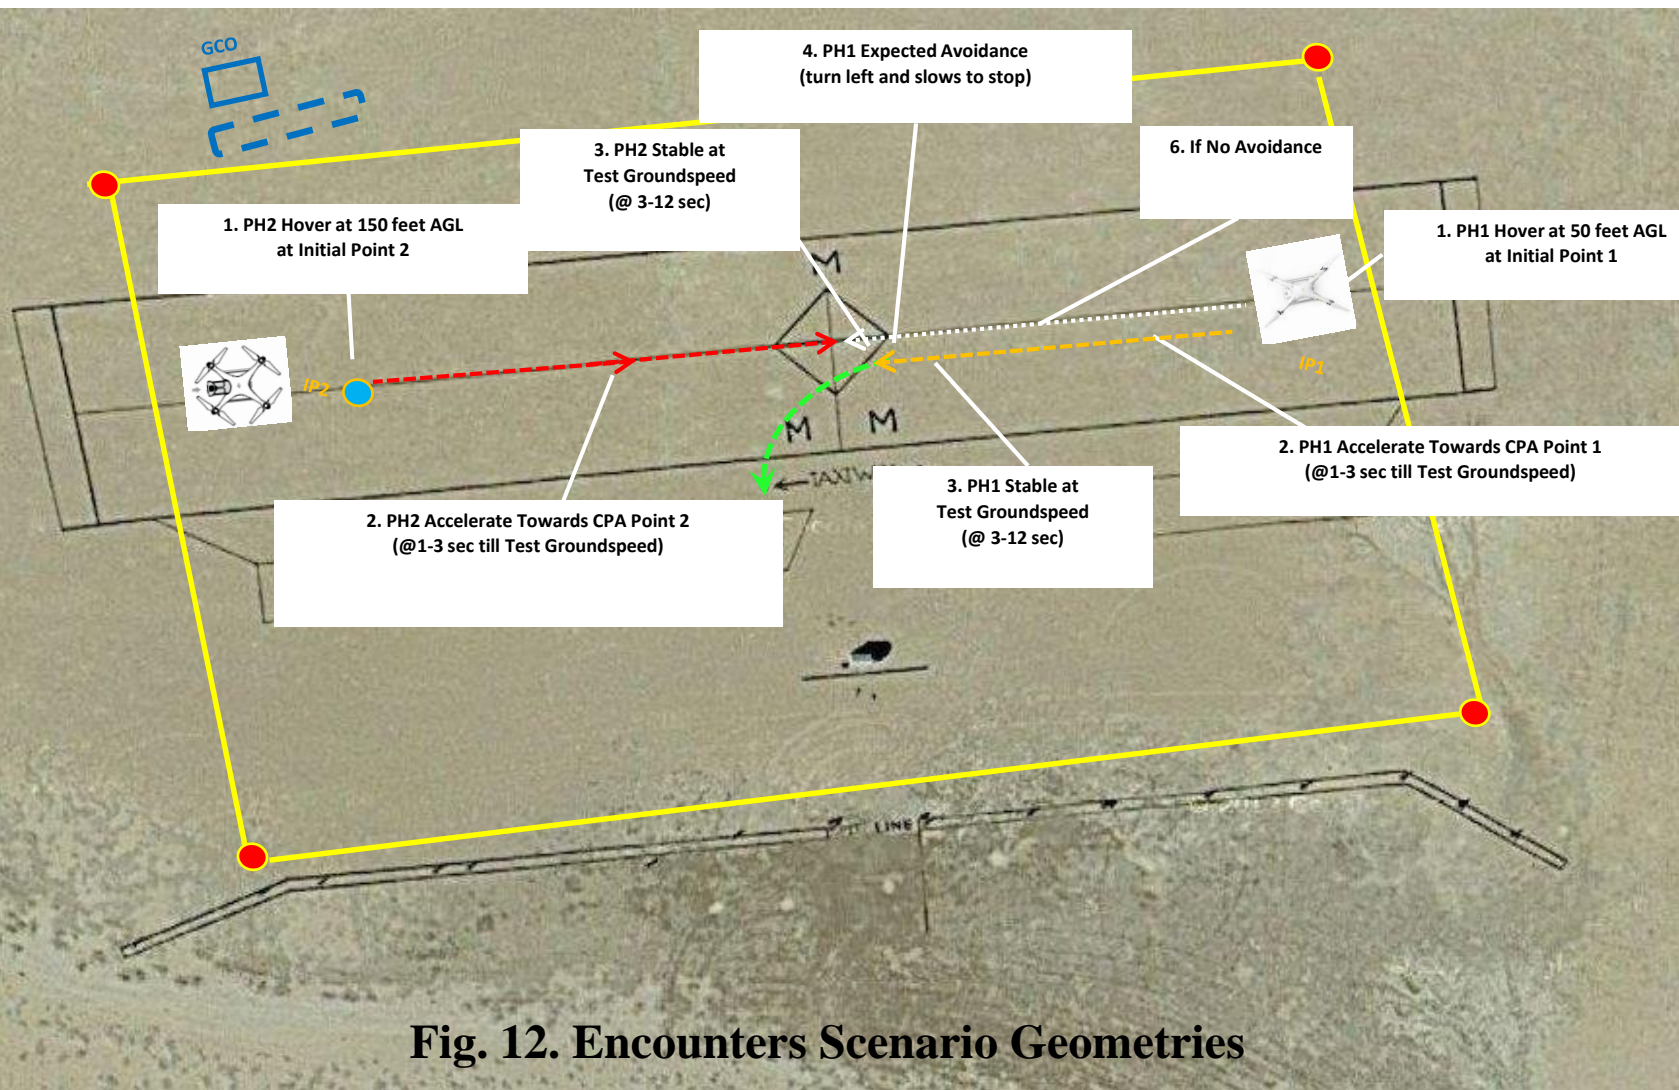 GCO
4. PH1 Expected Avoidance
(turn left and slows to stop)
3. PH2 Stable at
Test Groundspeed
(@ 3-12 sec)
6. If No Avoidance
1. PH2 Hover at 150 feet AGL
at Initial Point 2
1. PH1 Hover at 50 feet AGL
at Initial Point 1
M
IP1
IP2
M
M
2. PH1 Accelerate Towards CPA Point 1
(@1-3 sec till Test Groundspeed)
3. PH1 Stable at
Test Groundspeed
(@ 3-12 sec)
2. PH2 Accelerate Towards CPA Point 2
(@1-3 sec till Test Groundspeed)
LINE
Fig. 12. Encounters Scenario Geometries